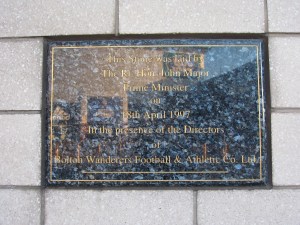 This Stone was laid by
The Rt. Hon. John Major
Prime Minister
on
18th April 1997
In the presence of the Directors
of
Bolton Wanderers Football & Athletic Co. Ltd.